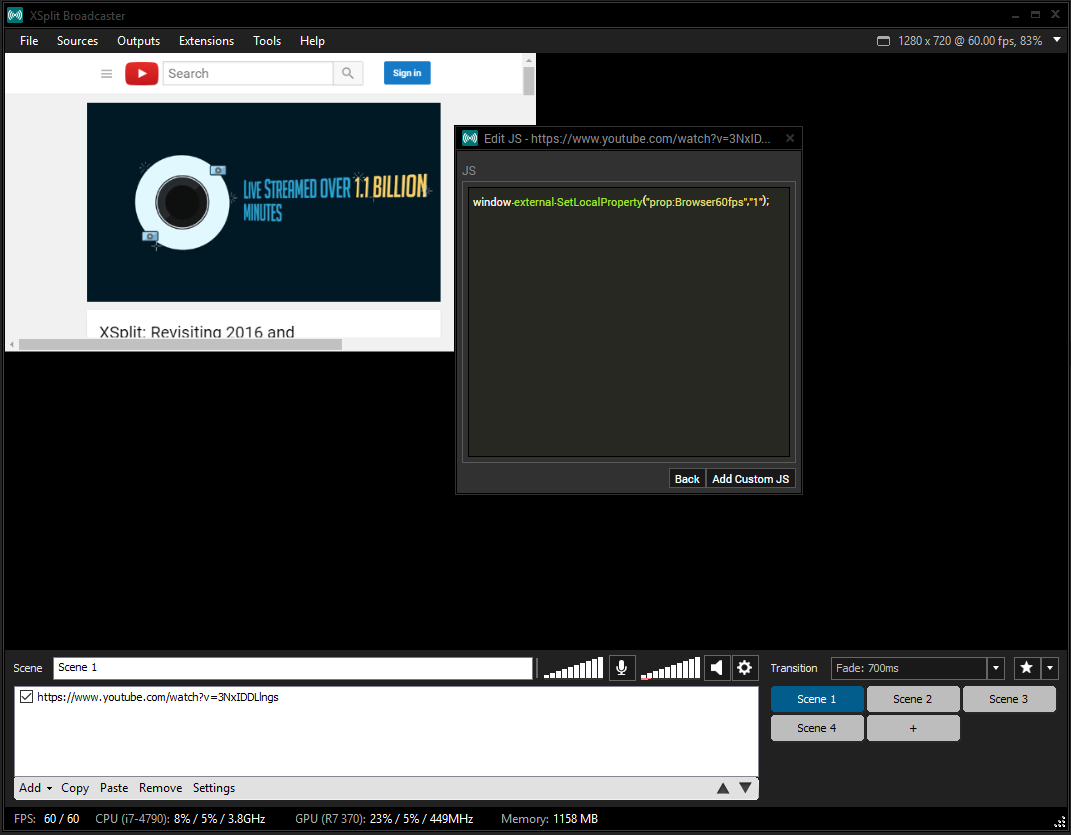 XSplit Broadcaster
File Sources Outputs Extensions Tools Help 1280 x 720 @ 60.00 fps, 83%
Search Sign in
LIVE STREAMED OVER 1.1 BILLION
MINUTES
XSplit: Revisiting 2016 and
Edit JS - https://www.youtube.com/watch?v=3NxID...
JS
window.external.SetLocalProperty("prop:Browser60fps","1");
Back Add Custom JS
Scene Scene 1 Transition Fade: 700ms
https://www.youtube.com/watch?v=3NxIDDLlngs
Scene 1 Scene 2 Scene 3
Scene 4 +
Add Copy Paste Remove Settings
FPS: 60 / 60 CPU (i7-4790): 8% / 5% / 3.8GHz GPU (R7 370): 23% / 5% / 449MHz Memory: 1158 MB